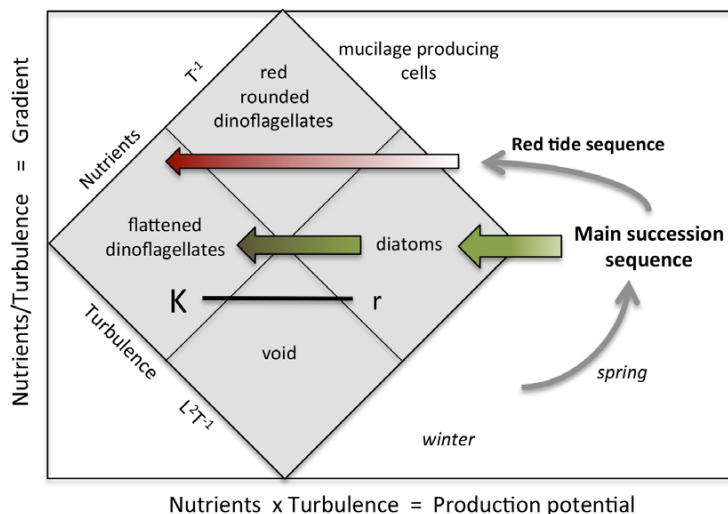 mucilage producing
cells
T-1
red
rounded
dinoflagellates
Nutrients
Red tide sequence
Nutrients/Turbulence = Gradient
flattened
dinoflagellates
diatoms
Main succession
sequence
K
r
Turbulence
void
spring
L2T-1
winter
Nutrients x Turbulence = Production potential